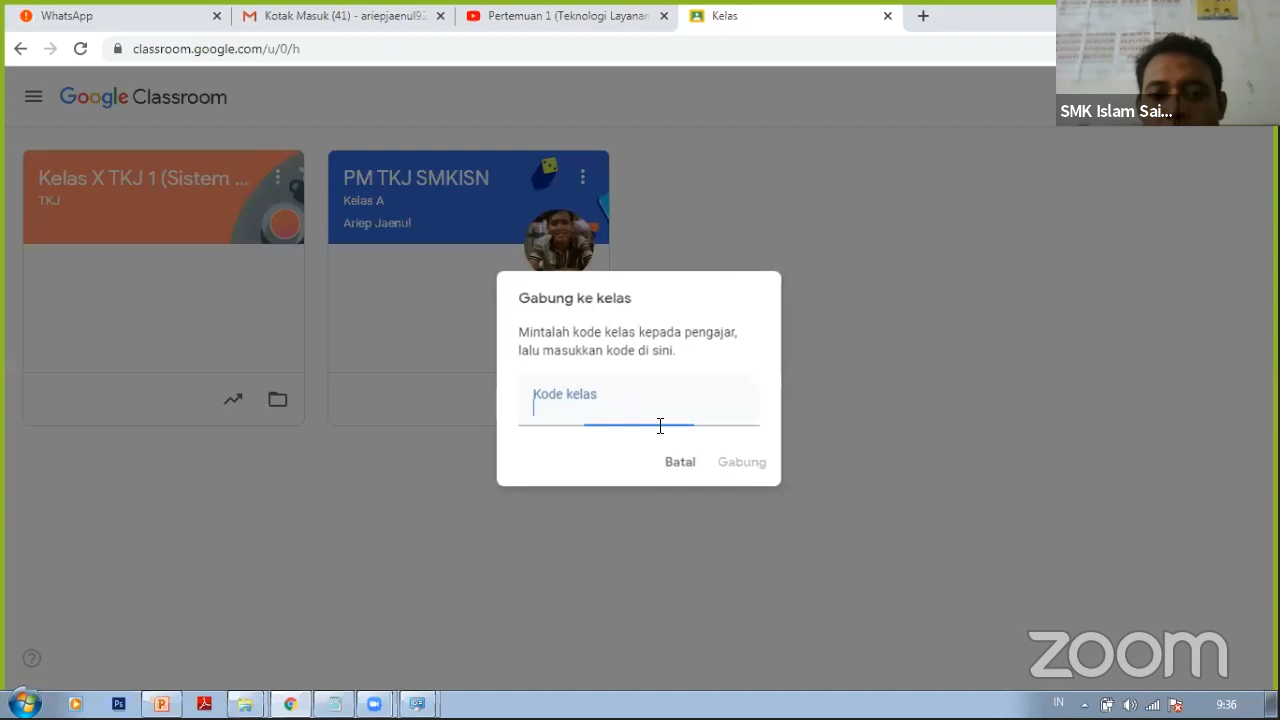 WhatsApp
Kotak Masuk (41) - ariepjaenul92
Pertemuan 1 (Teknologi Layanan
Kelas
classroom.google.com/u/0/h
SMK Islam Sai...
Google Classroom
Kelas X TKJ 1 (Sistem ...
TKJ
PM TKJ SMKISN
Kelas A
Ariep Jaenul
Gabung ke kelas
Mintalah kode kelas kepada pengajar,
lalu masukkan kode di sini.
Kode kelas
Batal Gabung
zoom
IN
9:36